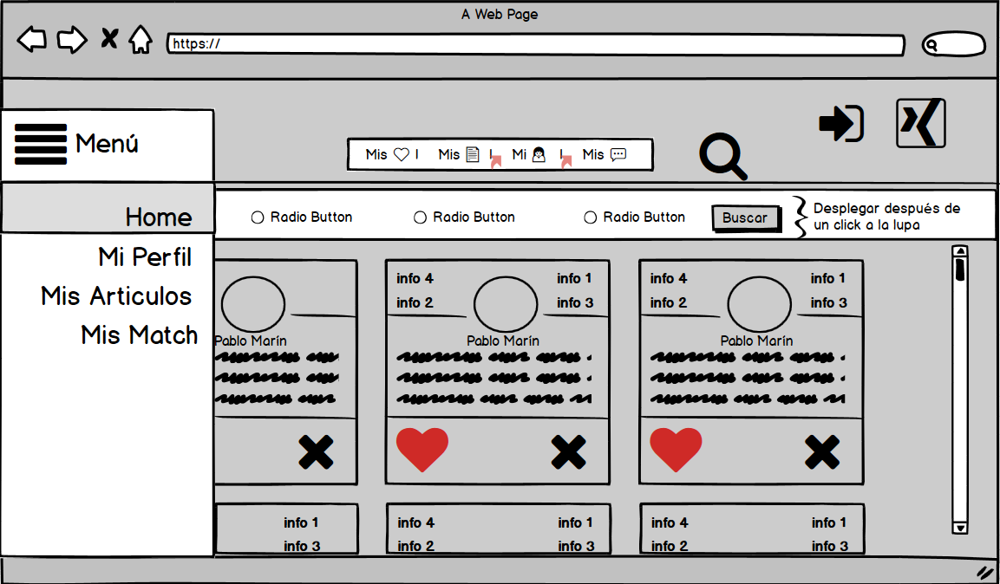 A Web Page
https://
Menú
Mis I Mis I Mi I Mis
Home
Radio Button Radio Button Radio Button Buscar
Desplegar después de
un click a la lupa
Mi Perfil
Mis Articulos
Mis Match
info 4 info 1 info 4 info 1
info 2 info 3 info 2 info 3
Pablo Marín Pablo Marín Pablo Marín
info 1 info 4 info 1 info 4 info 1
info 3 info 2 info 3 info 2 info 3